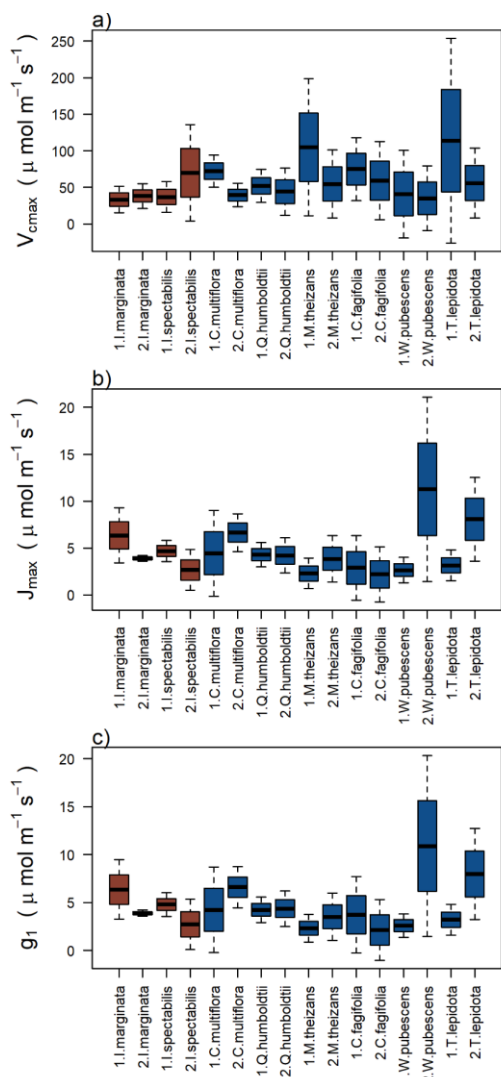 a)
V cmax ( μ mol m⁻¹ s⁻¹ )
250
200
150
100
50
0
1.I.marginata
2.I.marginata
1.I.spectabilis
2.I.spectabilis
1.C.multiflora
2.C.multiflora
1.Q.humboldtii
2.Q.humboldtii
1.M.theizans
2.M.theizans
1.C.fagifolia
2.C.fagifolia
1.W.pubescens
2.W.pubescens
1.T.lepidota
2.T.lepidota
b)
J max ( μ mol m⁻¹ s⁻¹ )
20
15
10
5
0
1.I.marginata
2.I.marginata
1.I.spectabilis
2.I.spectabilis
1.C.multiflora
2.C.multiflora
1.Q.humboldtii
2.Q.humboldtii
1.M.theizans
2.M.theizans
1.C.fagifolia
2.C.fagifolia
1.W.pubescens
2.W.pubescens
1.T.lepidota
2.T.lepidota
c)
g₁ ( μ mol m⁻¹ s⁻¹ )
20
15
10
5
0
1.I.marginata
2.I.marginata
1.I.spectabilis
2.I.spectabilis
1.C.multiflora
2.C.multiflora
1.Q.humboldtii
2.Q.humboldtii
1.M.theizans
2.M.theizans
1.C.fagifolia
2.C.fagifolia
1.W.pubescens
2.W.pubescens
1.T.lepidota
2.T.lepidota